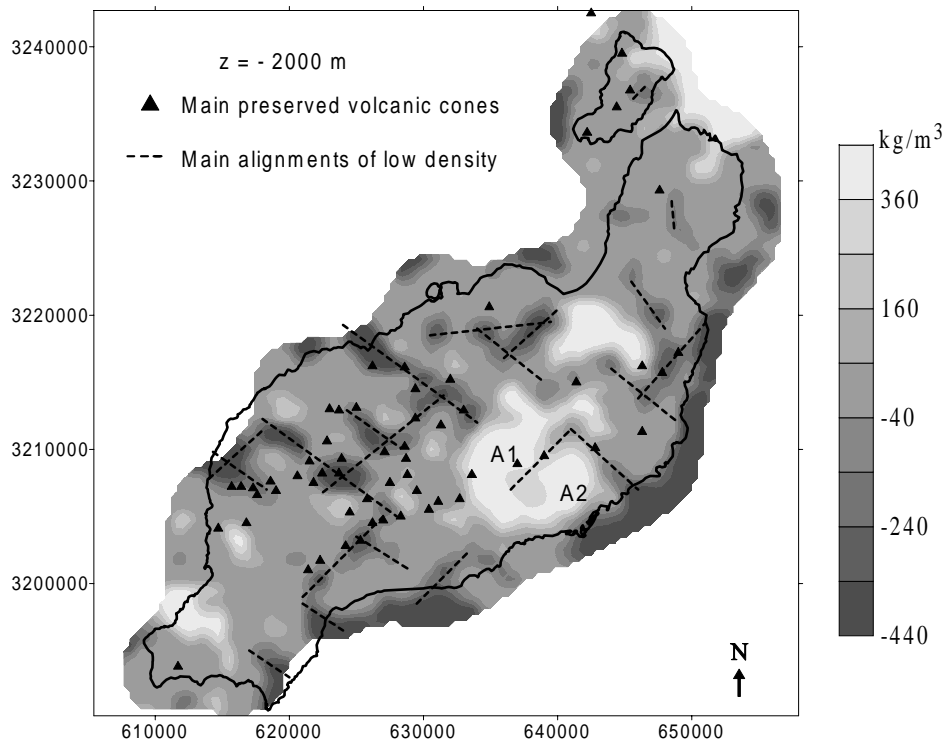 z = - 2000 m
Main preserved volcanic cones
Main alignments of low density
3240000
3230000
3220000
3210000
3200000
610000 620000 630000 640000 650000
A1
A2
N
kg/m³
360
160
-40
-240
-440